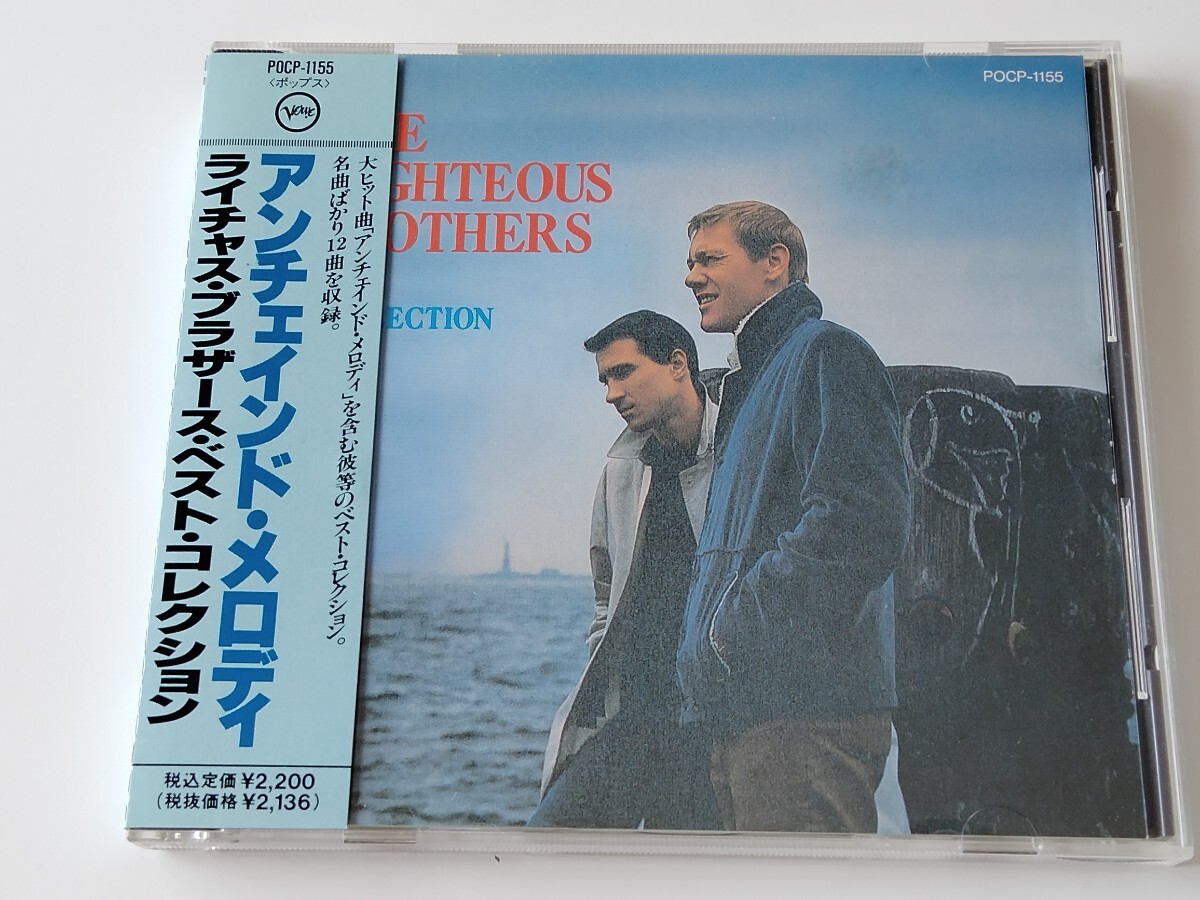 POCP-1155
〈ポップス〉
Verve
アンチェインド・メロディ
ライチャス・ブラザース・ベスト・コレクション
大ヒット曲「アンチェインド・メロディ」を含む彼等のベスト・コレクション。
名曲ばかり12曲を収録。
税込定価¥2,200
(税抜価格¥2,136)
POCP-1155
E
GHTEOUS
OTHERS
ECTION